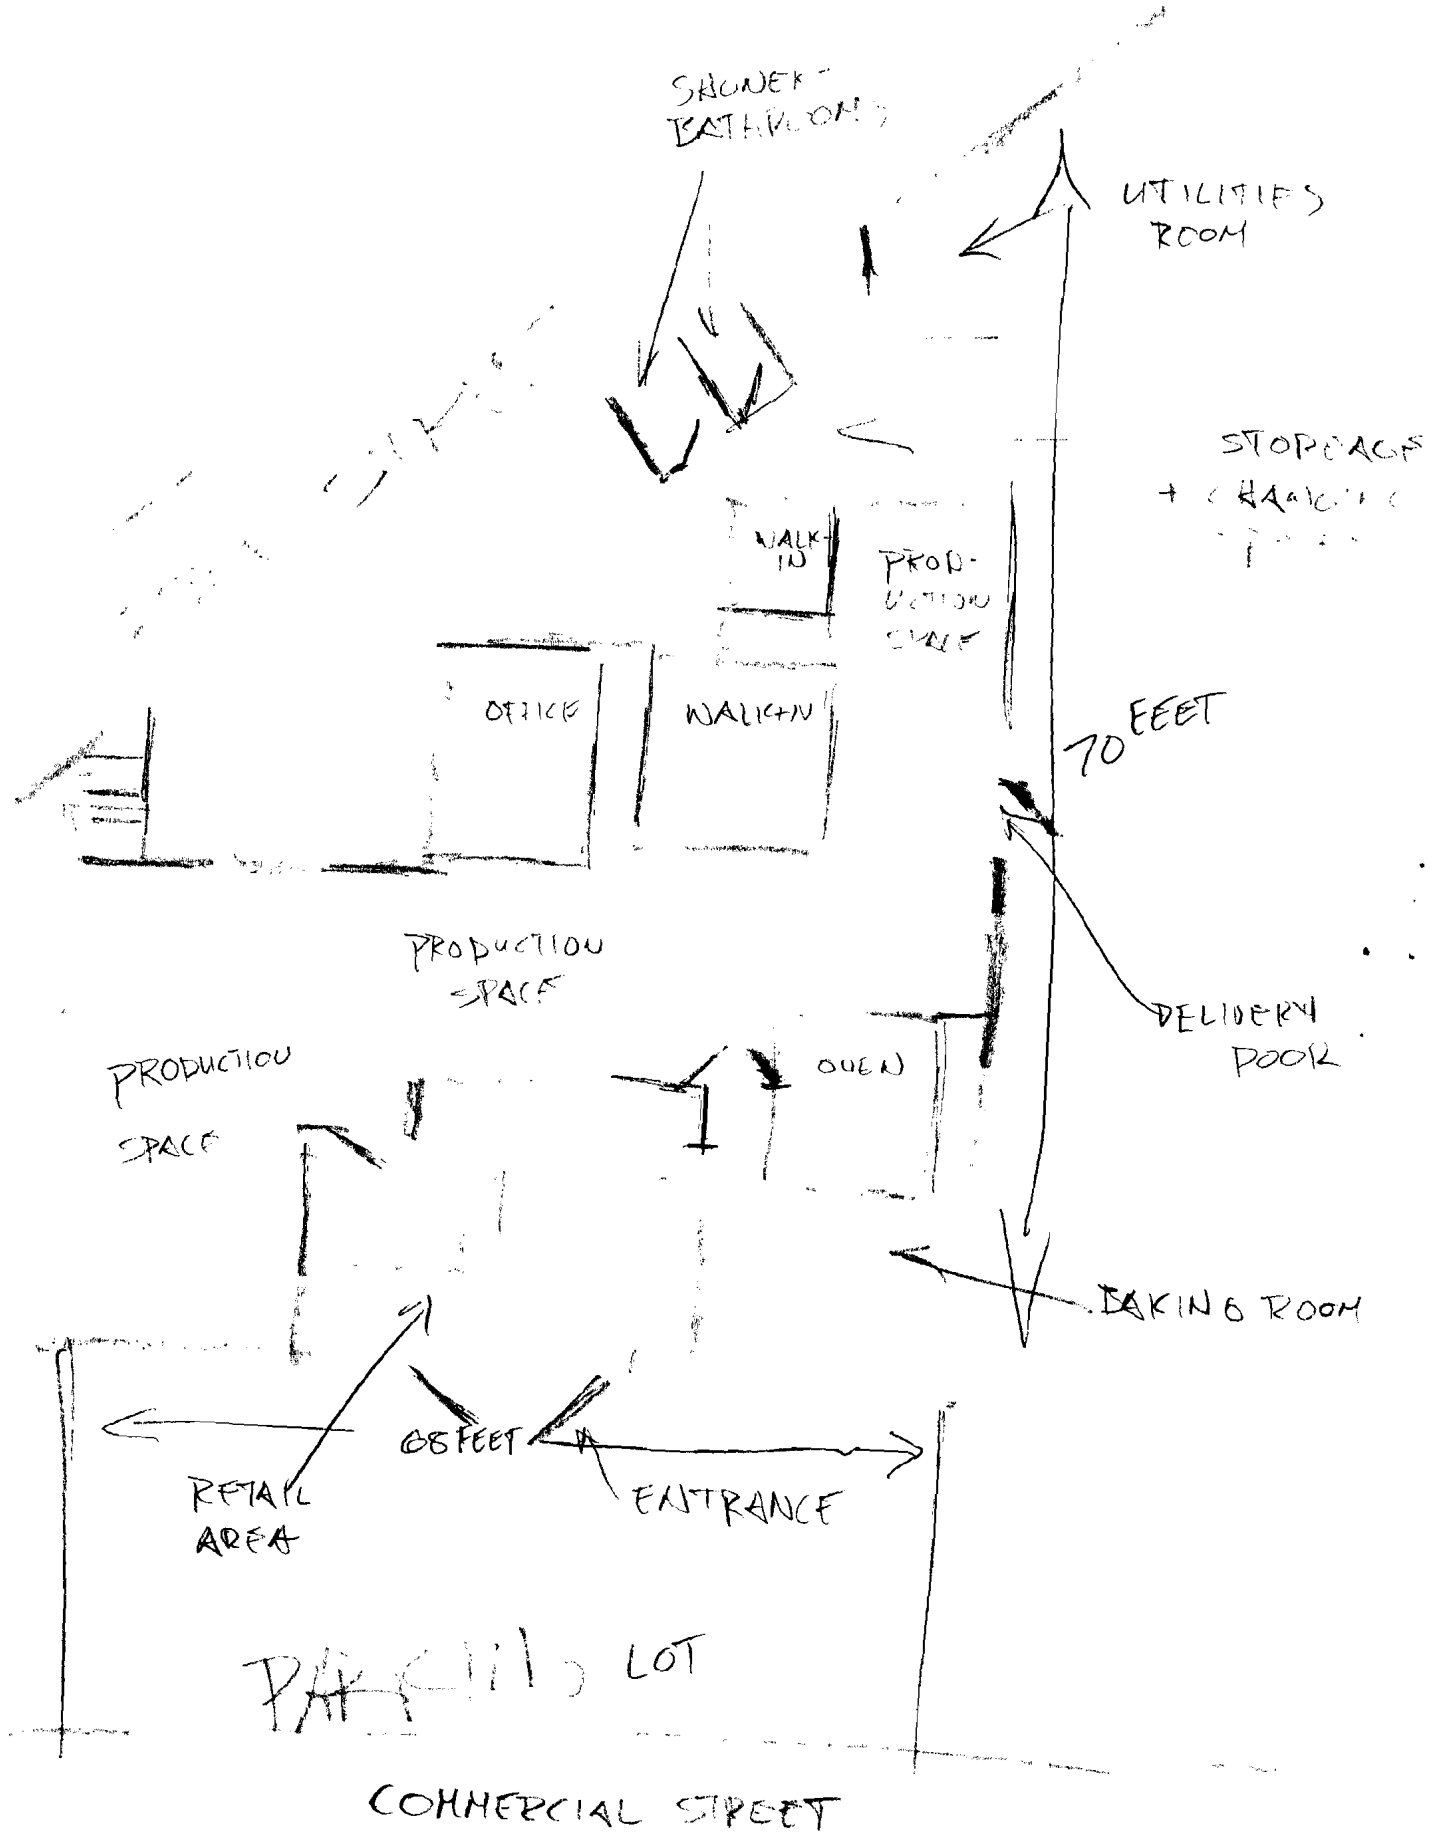 SHOWER-
BATHROOMS
UTILITIES
ROOM
STORAGE
+
WALK-
IN
PROD-
UCTION
SPACE
OFFICE
WALK-IN
70 FEET
PRODUCTION
SPACE
DELIVERY
DOOR
PRODUCTION
SPACE
OVEN
BAKING ROOM
68 FEET
RETAIL
AREA
ENTRANCE
PARKING LOT
COMMERCIAL STREET